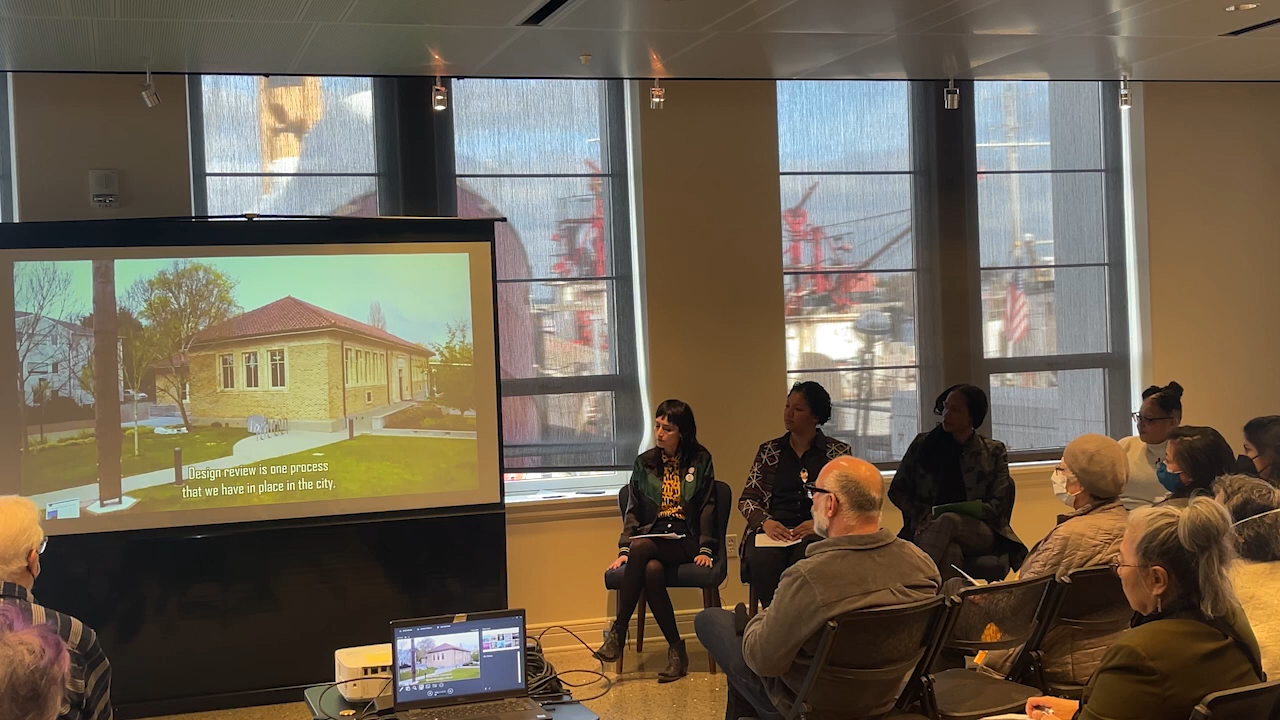 Design review is one process
that we have in place in the city.